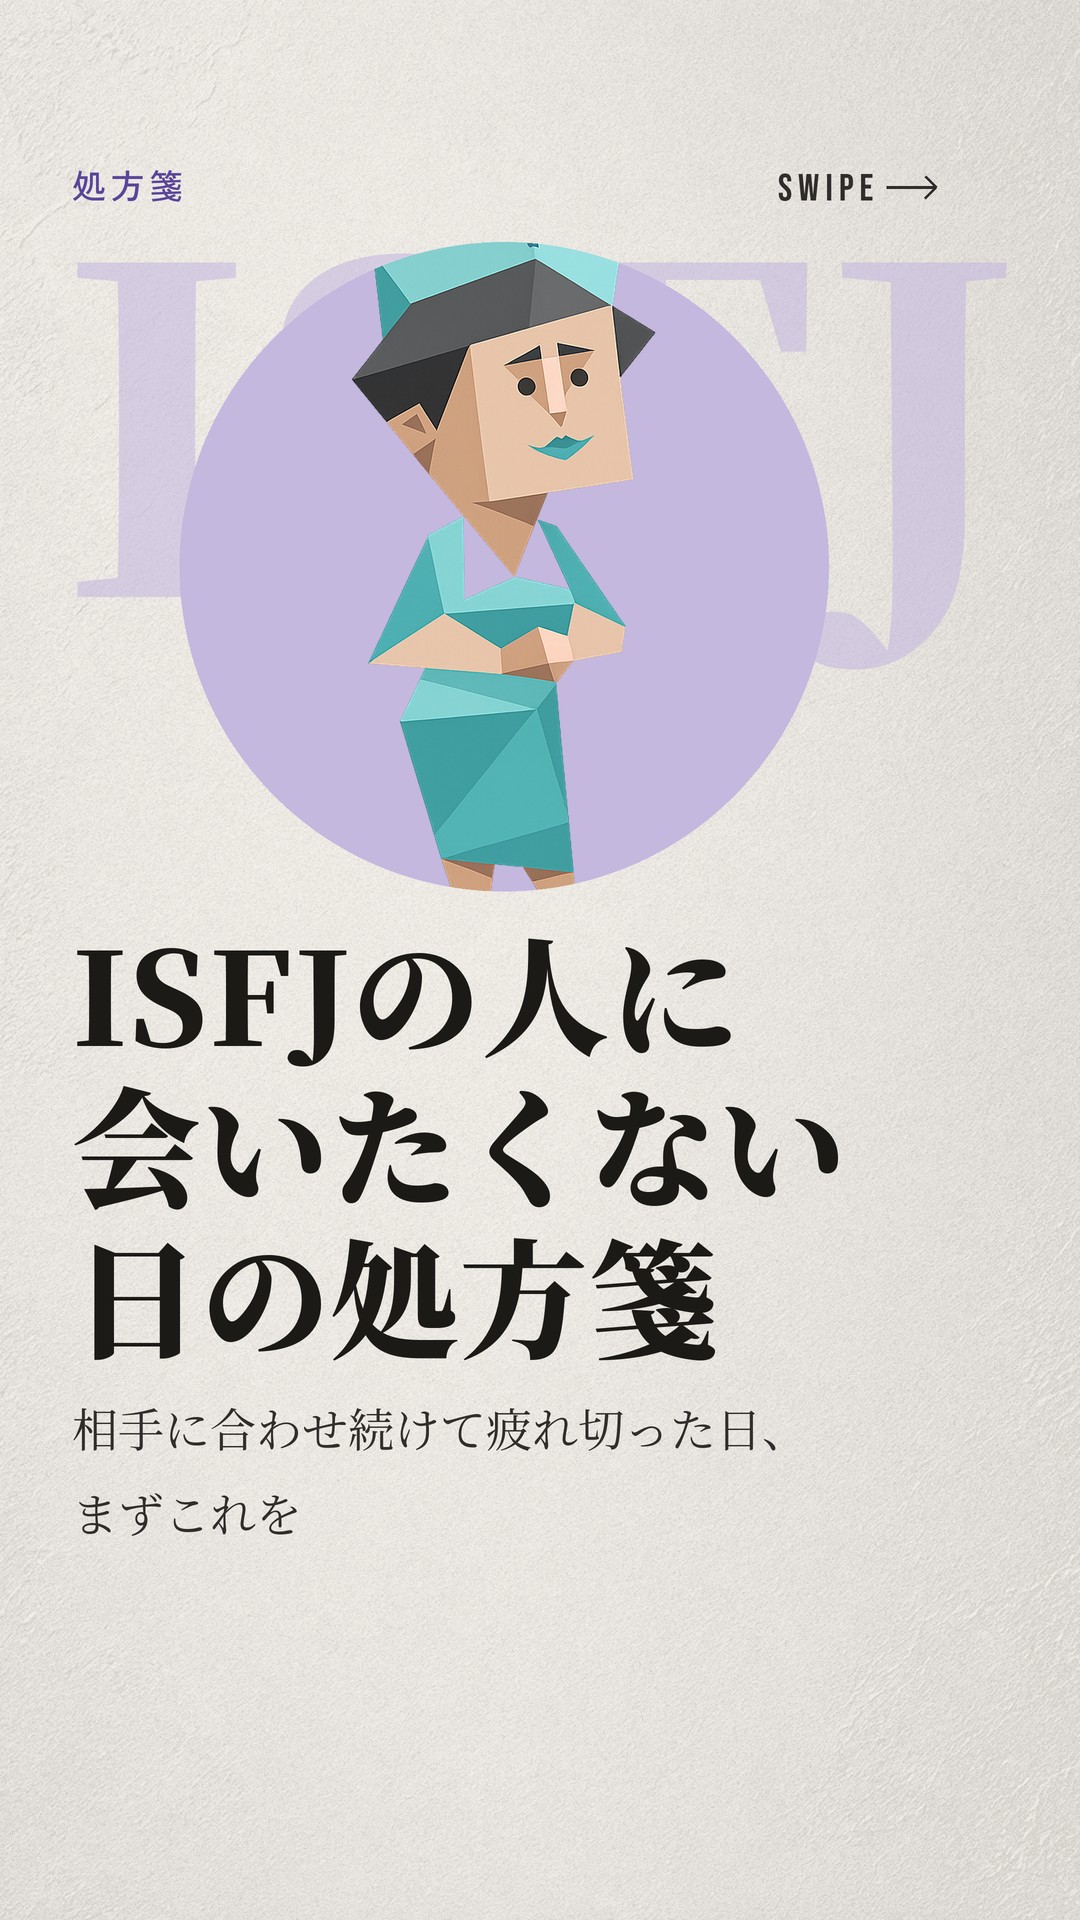 処方箋
SWIPE →
ISFJ
ISFJの人に
会いたくない
日の処方箋
相手に合わせ続けて疲れ切った日、
まずこれを